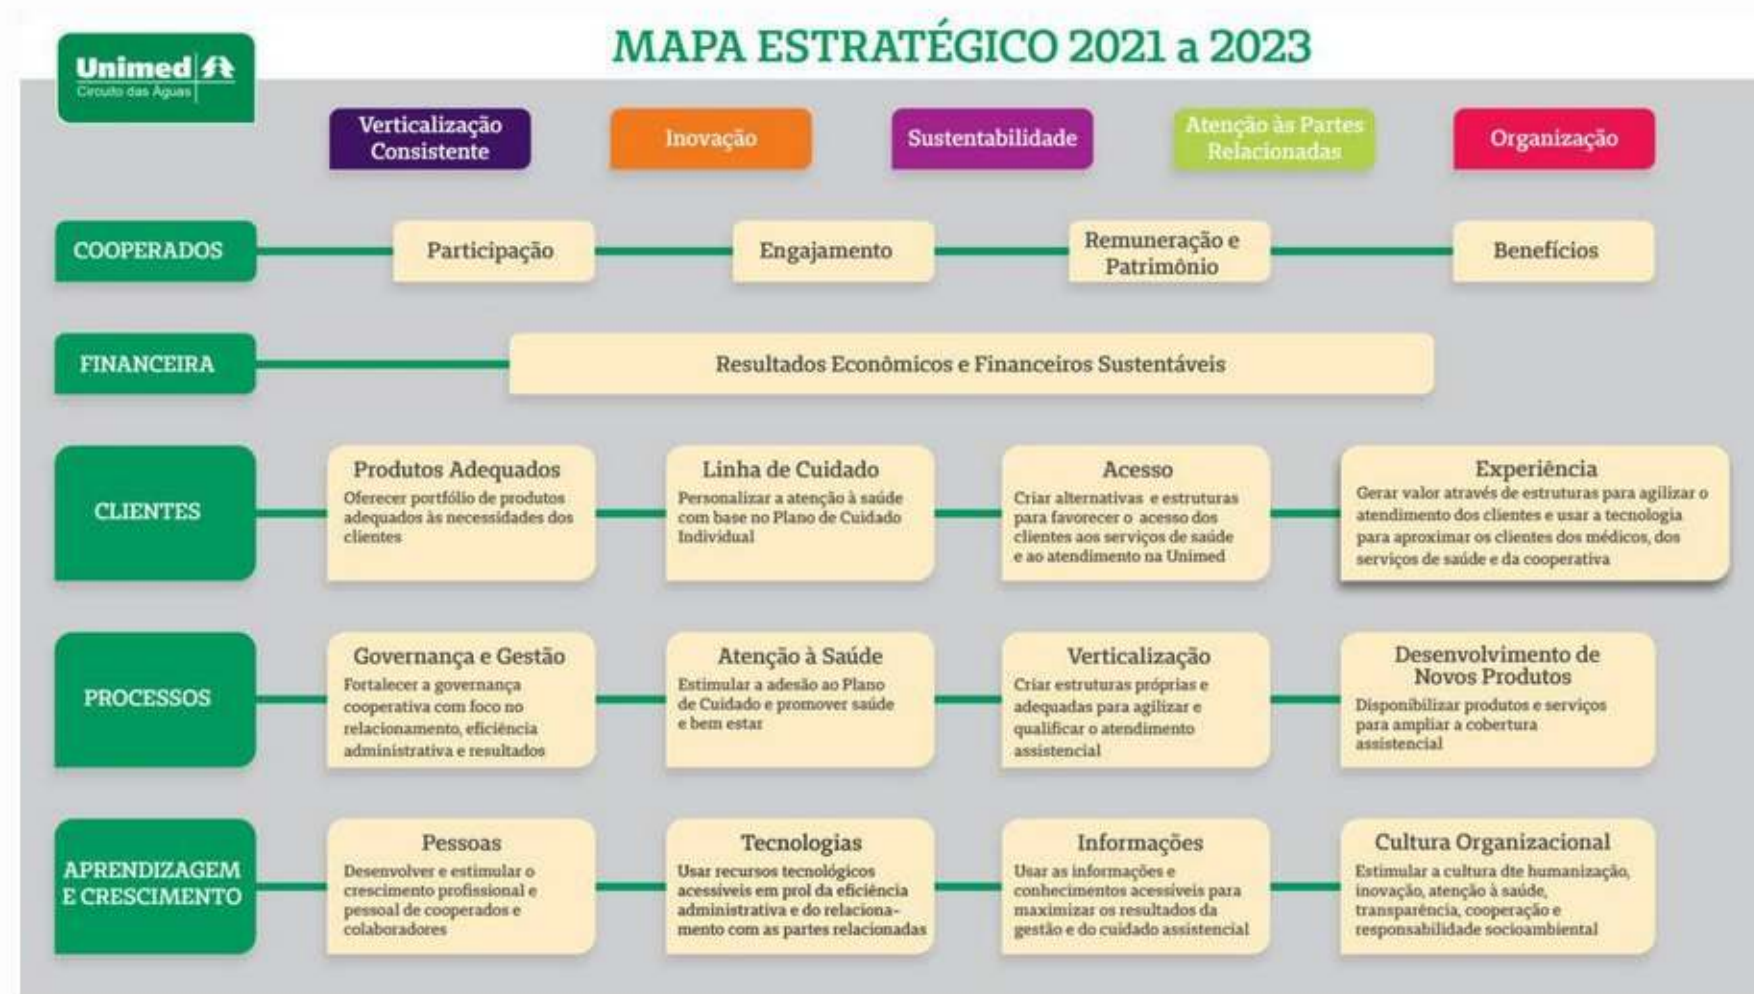 MAPA ESTRATÉGICO 2021 a 2023
Unimed
Circuito das Águas
Verticalização
Consistente
Inovação
Sustentabilidade
Atenção às Partes
Relacionadas
Organização
COOPERADOS
Participação
Engajamento
Remuneração e
Patrimônio
Benefícios
FINANCEIRA
Resultados Econômicos e Financeiros Sustentáveis
CLIENTES
Produtos Adequados
Oferecer portfólio de produtos
adequados às necessidades dos
clientes
Linha de Cuidado
Personalizar a atenção à saúde
com base no Plano de Cuidado
Individual
Acesso
Criar alternativas e estruturas
para favorecer o acesso dos
clientes aos serviços de saúde
e ao atendimento na Unimed
Experiência
Gerar valor através de estruturas para agilizar o
atendimento dos clientes e usar a tecnologia
para aproximar os clientes dos médicos, dos
serviços de saúde e da cooperativa
PROCESSOS
Governança e Gestão
Fortalecer a governança
cooperativa com foco no
relacionamento, eficiência
administrativa e resultados
Atenção à Saúde
Estimular a adesão ao Plano
de Cuidado e promover saúde
e bem estar
Verticalização
Criar estruturas próprias e
adequadas para agilizar e
qualificar o atendimento
assistencial
Desenvolvimento de
Novos Produtos
Disponibilizar produtos e serviços
para ampliar a cobertura
assistencial
APRENDIZAGEM
E CRESCIMENTO
Pessoas
Desenvolver e estimular o
crescimento profissional e
pessoal de cooperados e
colaboradores
Tecnologias
Usar recursos tecnológicos
acessíveis em prol da eficiência
administrativa e do relaciona-
mento com as partes relacionadas
Informações
Usar as informações e
conhecimentos acessíveis para
maximizar os resultados da
gestão e do cuidado assistencial
Cultura Organizacional
Estimular a cultura dte humanização,
inovação, atenção à saúde,
transparência, cooperação e
responsabilidade socioambiental